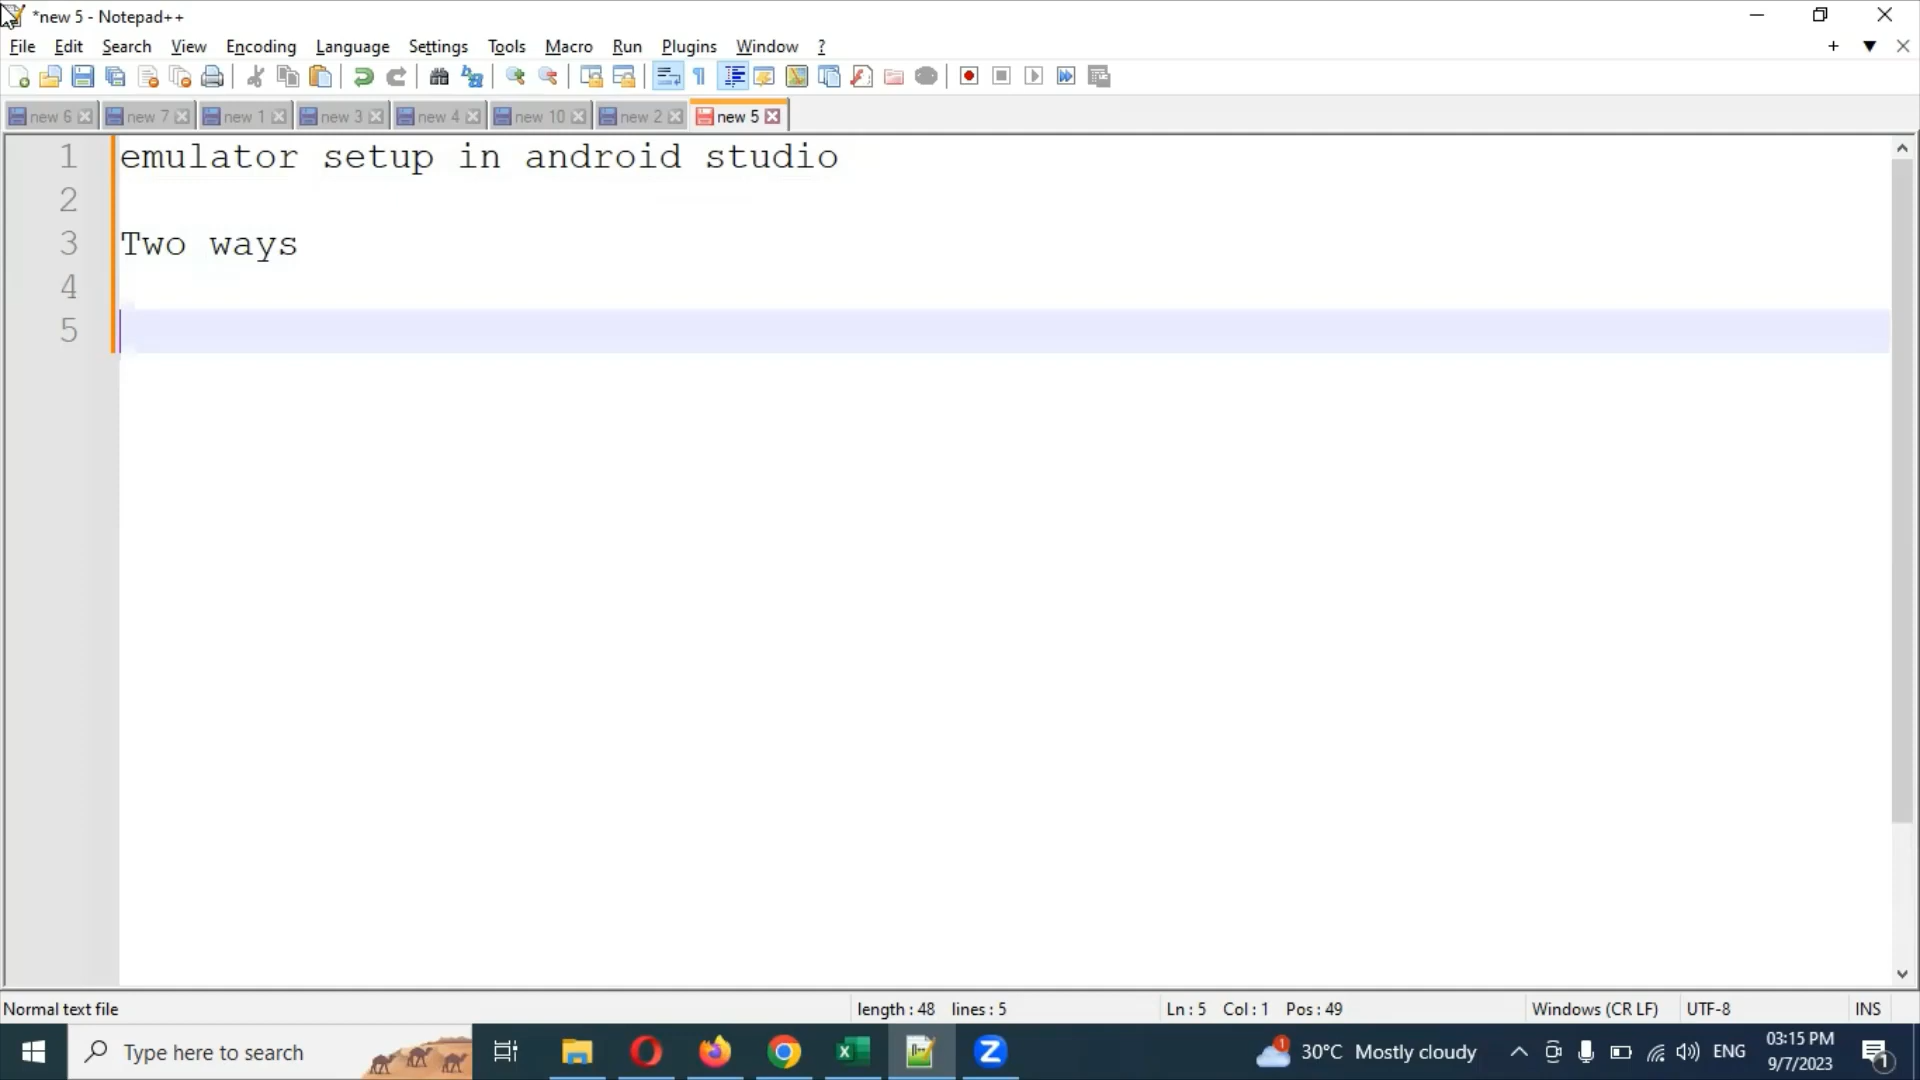 *new 5 - Notepad++
File Edit Search View Encoding Language Settings Tools Macro Run Plugins Window ?
new 6 new 7 new 1 new 3 new 4 new 10 new 2 new 5
1 emulator setup in android studio
2
3 Two ways
4
5
Normal text file length : 48 lines : 5 Ln : 5 Col : 1 Pos : 49 Windows (CR LF) UTF-8 INS
Type here to search 1 30°C Mostly cloudy ENG 03:15 PM 1
9/7/2023